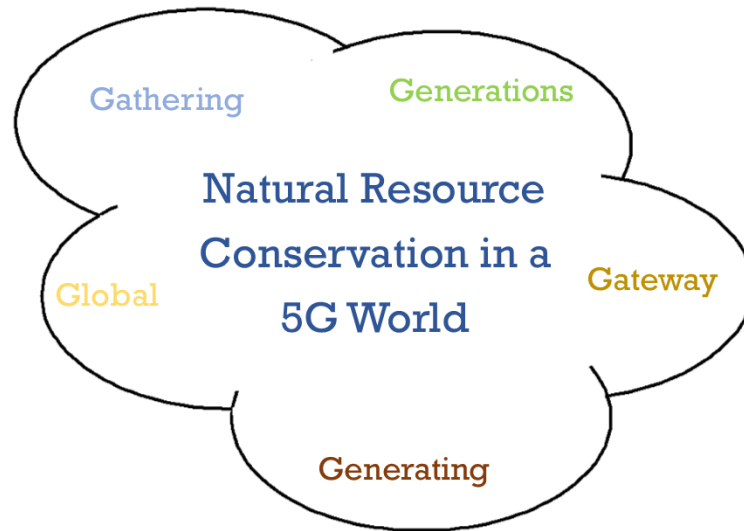 Gathering
Generations
Natural Resource
Conservation in a
Global
Gateway
5G World
Generating